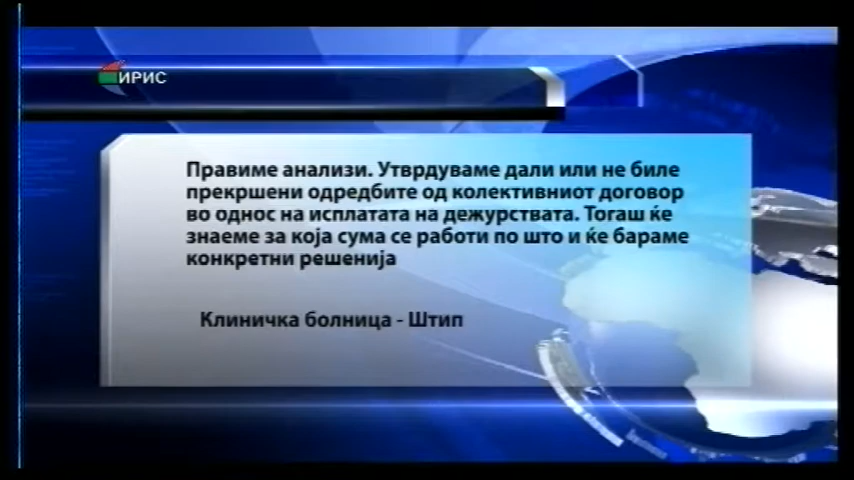 ИРИС
Правиме анализи. Утврдуваме дали или не биле
прекршени одредбите од колективниот договор
во однос на исплатата на дежурствата. Тогаш ќе
знаеме за која сума се работи по што и ќе бараме
конкретни решенија
Клиничка болница - Штип